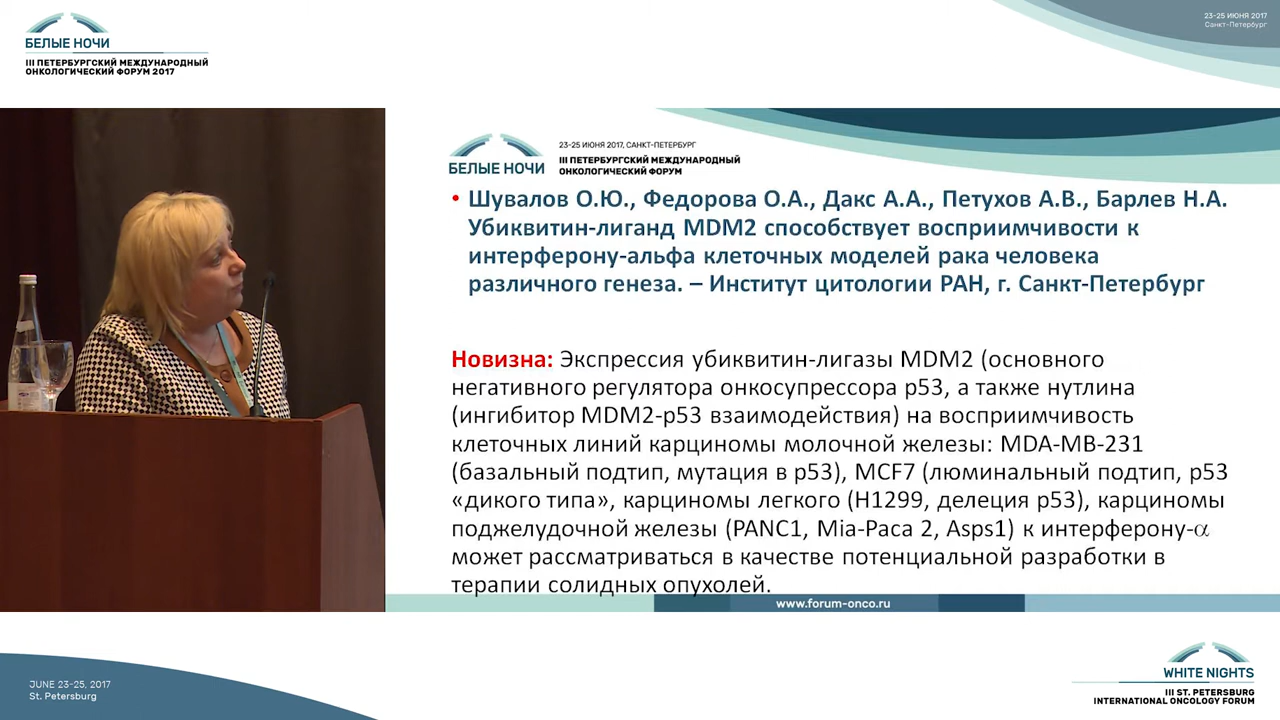 БЕЛЫЕ НОЧИ
III ПЕТЕРБУРГСКИЙ МЕЖДУНАРОДНЫЙ
ОНКОЛОГИЧЕСКИЙ ФОРУМ 2017
23-25 ИЮНЯ 2017
Санкт-Петербург
БЕЛЫЕ НОЧИ
23-25 ИЮНЯ 2017, САНКТ-ПЕТЕРБУРГ
III ПЕТЕРБУРГСКИЙ МЕЖДУНАРОДНЫЙ
ОНКОЛОГИЧЕСКИЙ ФОРУМ
• Шувалов О.Ю., Федорова О.А., Дакс А.А., Петухов А.В., Барлев Н.А.
Убиквитин-лиганд MDM2 способствует восприимчивости к
интерферону-альфа клеточных моделей рака человека
различного генеза. – Институт цитологии РАН, г. Санкт-Петербург
Новизна: Экспрессия убиквитин-лигазы MDM2 (основного
негативного регулятора онкосупрессора р53, а также нутлина
(ингибитор MDM2-р53 взаимодействия) на восприимчивость
клеточных линий карциномы молочной железы: MDA-MB-231
(базальный подтип, мутация в р53), MCF7 (люминальный подтип, р53
«дикого типа», карциномы легкого (H1299, делеция р53), карциномы
поджелудочной железы (PANC1, Mia-Paca 2, Asps1) к интерферону-α
может рассматриваться в качестве потенциальной разработки в
терапии солидных опухолей.
www.forum-onco.ru
JUNE 23-25, 2017
St. Petersburg
WHITE NIGHTS
III ST. PETERSBURG
INTERNATIONAL ONCOLOGY FORUM